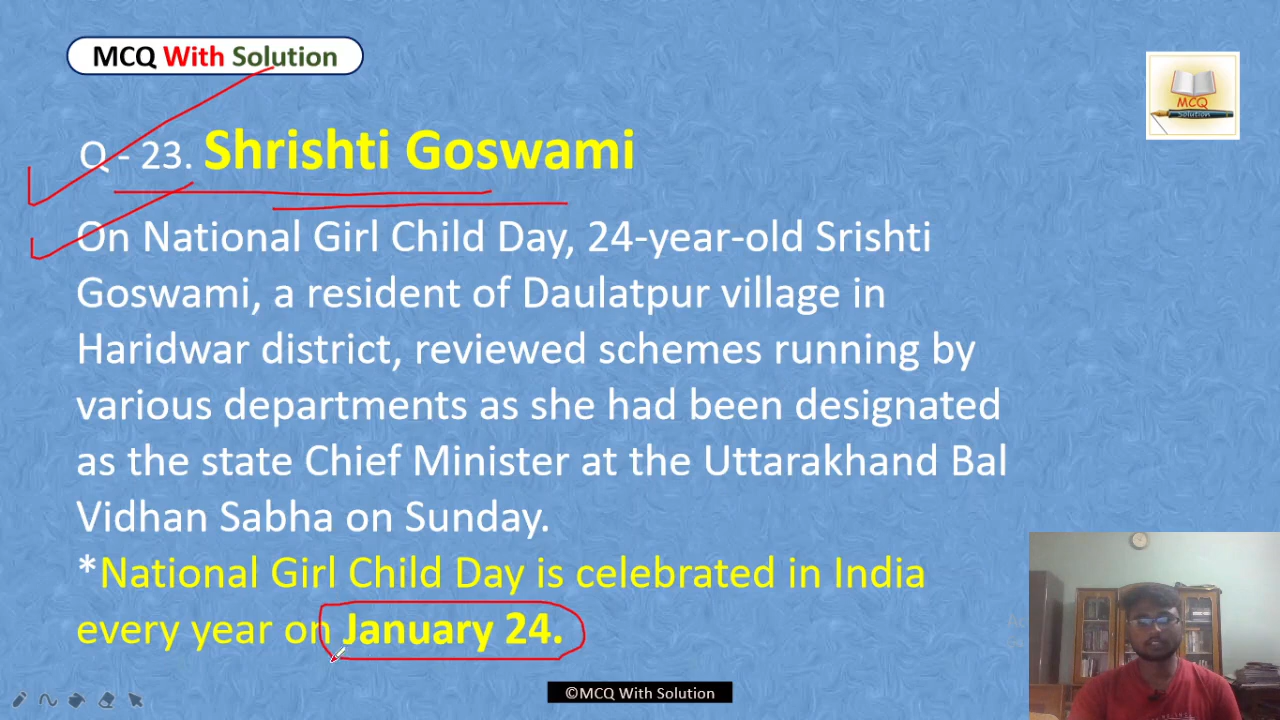 MCQ With Solution
MCQ
Solution
Q - 23. Shrishti Goswami
On National Girl Child Day, 24-year-old Srishti
Goswami, a resident of Daulatpur village in
Haridwar district, reviewed schemes running by
various departments as she had been designated
as the state Chief Minister at the Uttarakhand Bal
Vidhan Sabha on Sunday.
*National Girl Child Day is celebrated in India
every year on January 24.
©MCQ With Solution